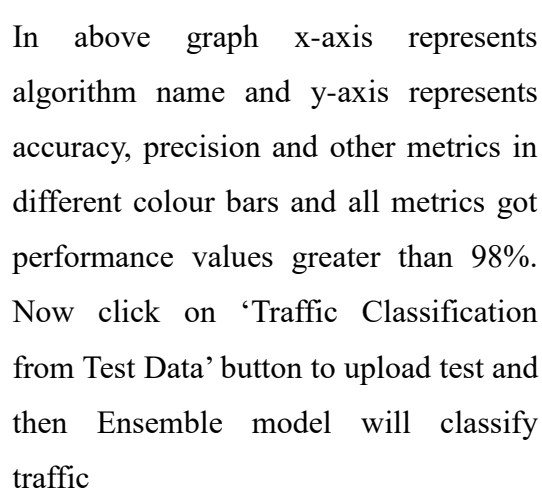 In above graph x-axis represents
algorithm name and y-axis represents
accuracy, precision and other metrics in
different colour bars and all metrics got
performance values greater than 98%.
Now click on ‘Traffic Classification
from Test Data’ button to upload test and
then Ensemble model will classify
traffic